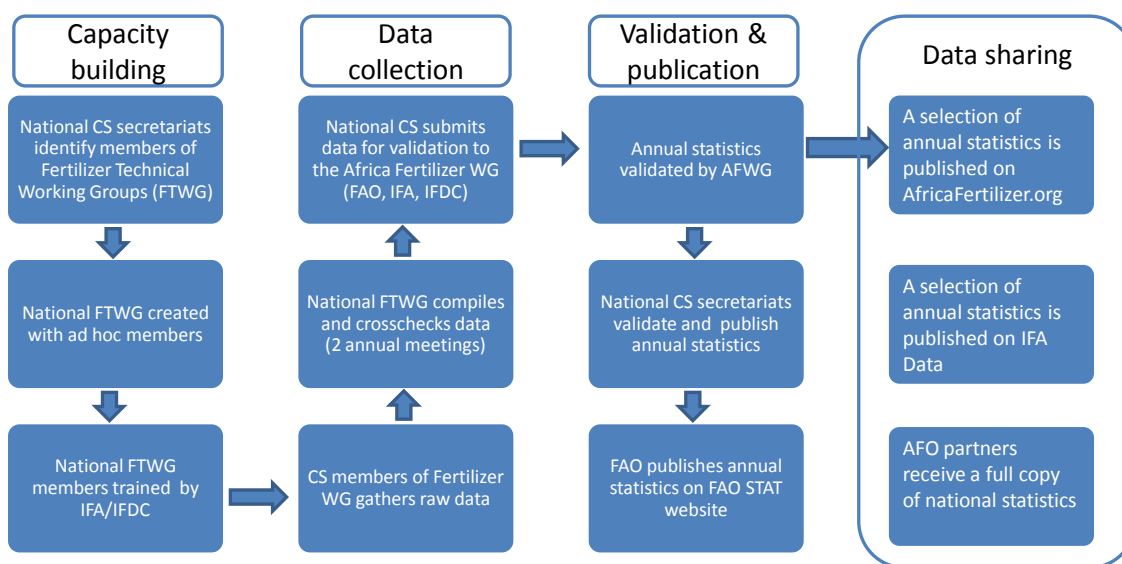 Capacity
building
National CS secretariats
identify members of
Fertilizer Technical
Working Groups (FTWG)
National FTWG created
with ad hoc members
National FTWG
members trained by
IFA/IFDC
Data
collection
National CS submits
data for validation to
the Africa Fertilizer WG
(FAO, IFA, IFDC)
National FTWG compiles
and crosschecks data
(2 annual meetings)
CS members of Fertilizer
WG gathers raw data
Validation &
publication
Annual statistics
validated by AFWG
National CS secretariats
validate and publish
annual statistics
FAO publishes annual
statistics on FAO STAT
website
Data sharing
A selection of
annual statistics is
published on
AfricaFertilizer.org
A selection of
annual statistics is
published on IFA
Data
AFO partners
receive a full copy
of national statistics